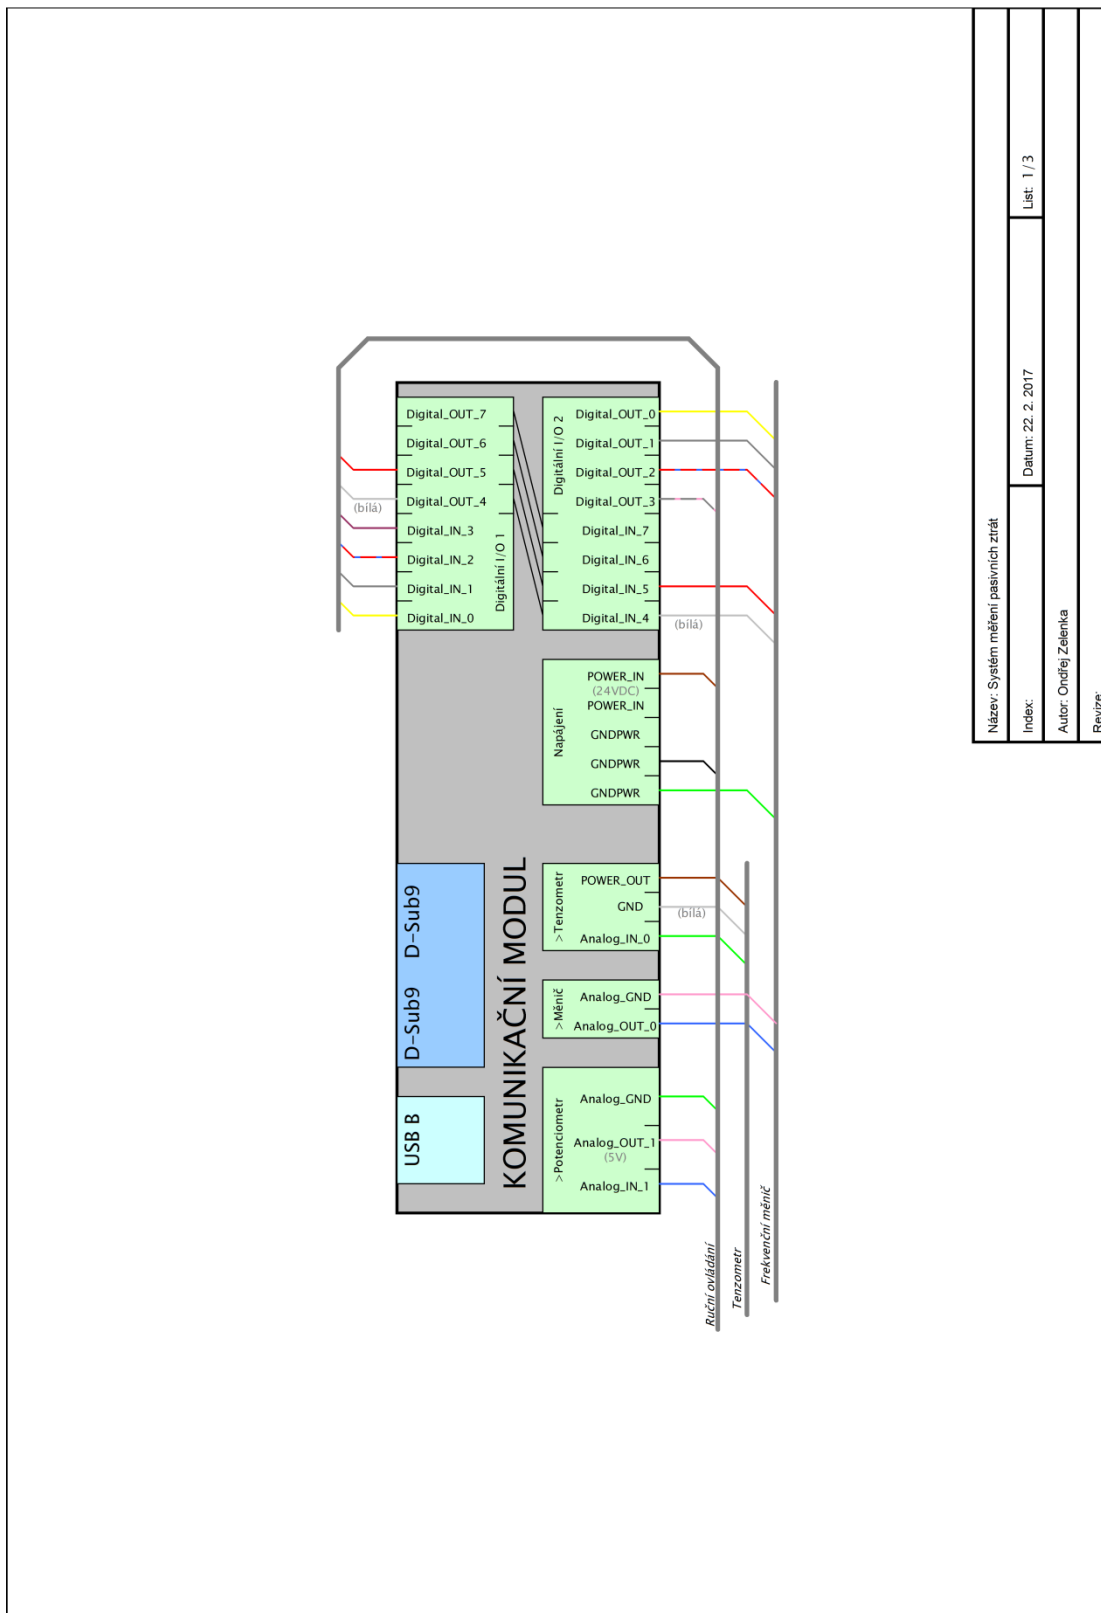 Digital_OUT_7
Digital_OUT_6
Digital_OUT_5
Digital_OUT_4
(bílá)
Digital_IN_3
Digital_IN_2
Digital_IN_1
Digital_IN_0
Digitální I/O 1
Digitální I/O 2
Digital_OUT_0
Digital_OUT_1
Digital_OUT_2
Digital_OUT_3
Digital_IN_7
Digital_IN_6
Digital_IN_5
Digital_IN_4
(bílá)
Napájení
POWER_IN
(24VDC)
POWER_IN
GNDPWR
GNDPWR
GNDPWR
D-Sub9
D-Sub9
USB B
KOMUNIKAČNÍ MODUL
>Tenzometr
POWER_OUT
GND
(bílá)
Analog_IN_0
>Měnič
Analog_GND
Analog_OUT_0
>Potenciometr
Analog_GND
Analog_OUT_1
(5V)
Analog_IN_1
Ruční ovládání
Tenzometr
Frekvenční měnič
Název: Systém měření pasivních ztrát
Index:
Datum: 22. 2. 2017
List: 1 / 3
Autor: Ondřej Zelenka
Revize: